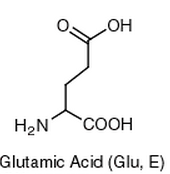 O OH
H₂N COOH
Glutamic Acid (Glu, E)